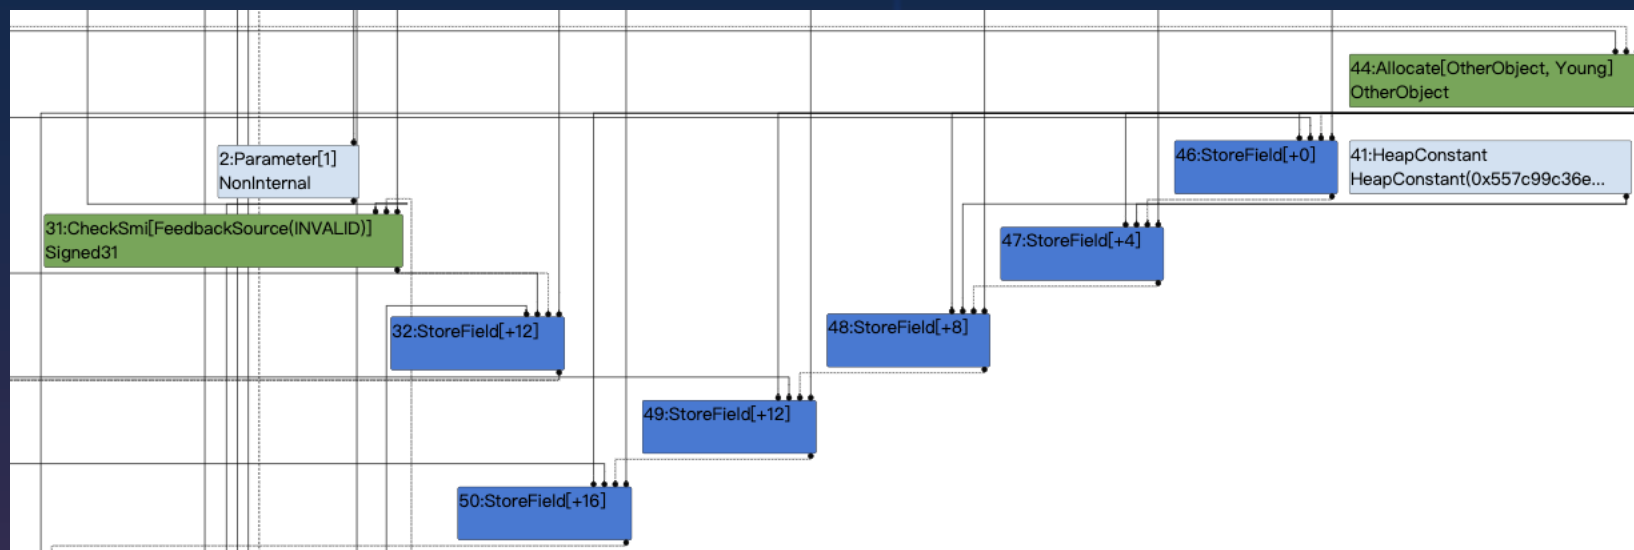 44:Allocate[OtherObject, Young]
OtherObject
2:Parameter[1]
NonInternal
46:StoreField[+0]
41:HeapConstant
HeapConstant(0x557c99c36e...
31:CheckSmi[FeedbackSource(INVALID)]
Signed31
47:StoreField[+4]
32:StoreField[+12]
48:StoreField[+8]
49:StoreField[+12]
50:StoreField[+16]